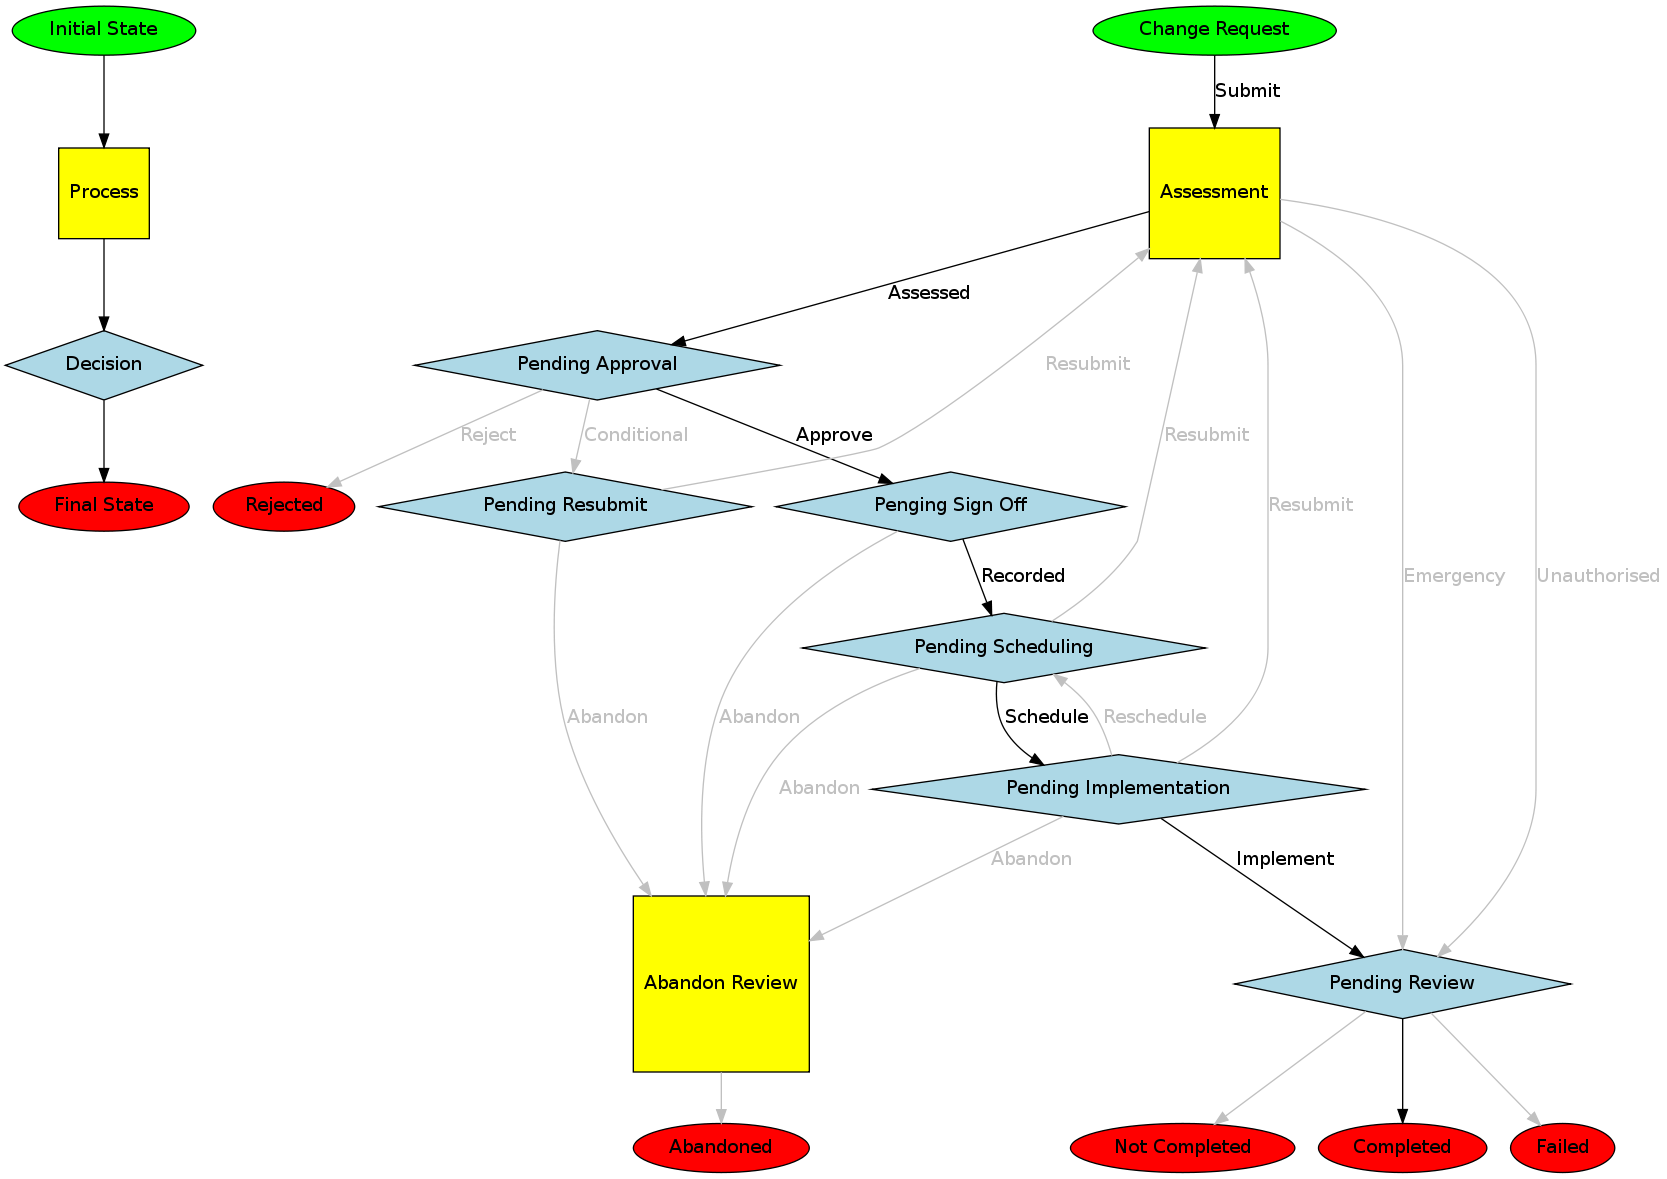 Initial State
Change Request
Submit
Process
Assessment
Assessed
Decision
Pending Approval
Resubmit
Reject
Conditional
Approve
Resubmit
Final State
Rejected
Pending Resubmit
Penging Sign Off
Resubmit
Recorded
Emergency
Unauthorised
Pending Scheduling
Abandon
Abandon
Schedule
Reschedule
Abandon
Pending Implementation
Abandon
Implement
Abandon Review
Pending Review
Abandoned
Not Completed
Completed
Failed